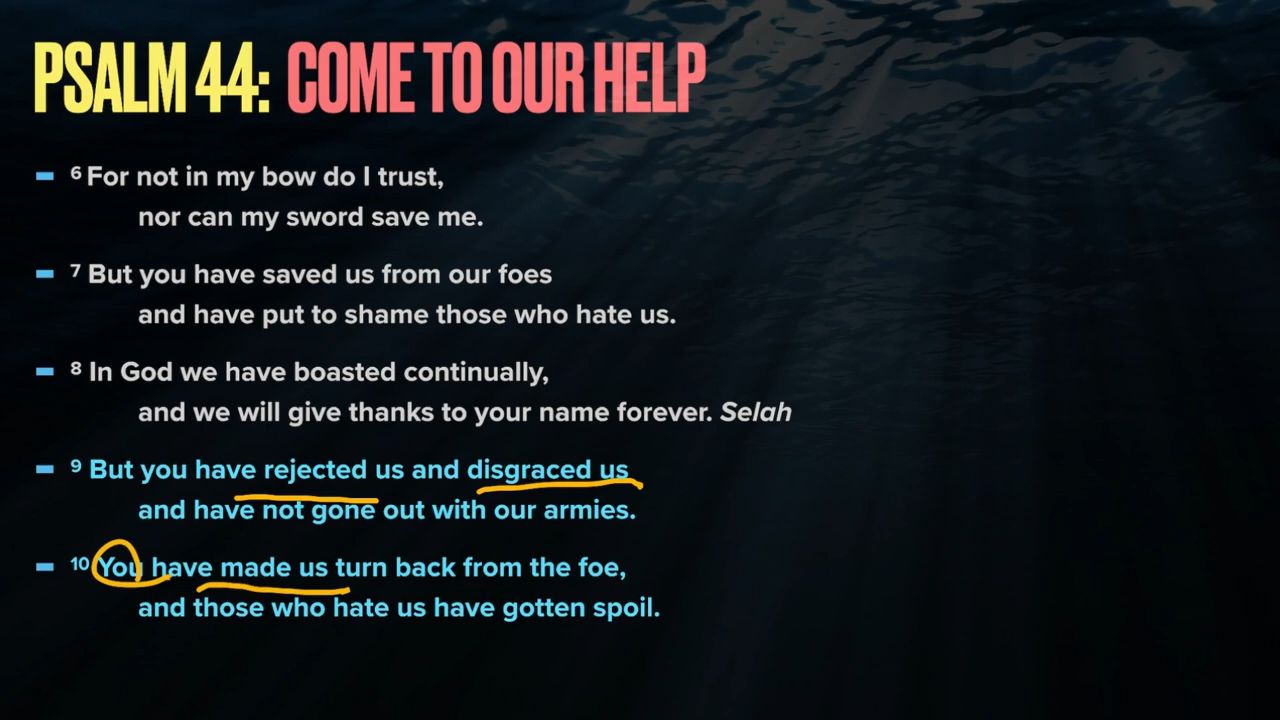 PSALM 44: COME TO OUR HELP
6 For not in my bow do I trust,
nor can my sword save me.
7 But you have saved us from our foes
and have put to shame those who hate us.
8 In God we have boasted continually,
and we will give thanks to your name forever. Selah
9 But you have rejected us and disgraced us
and have not gone out with our armies.
10 You have made us turn back from the foe,
and those who hate us have gotten spoil.